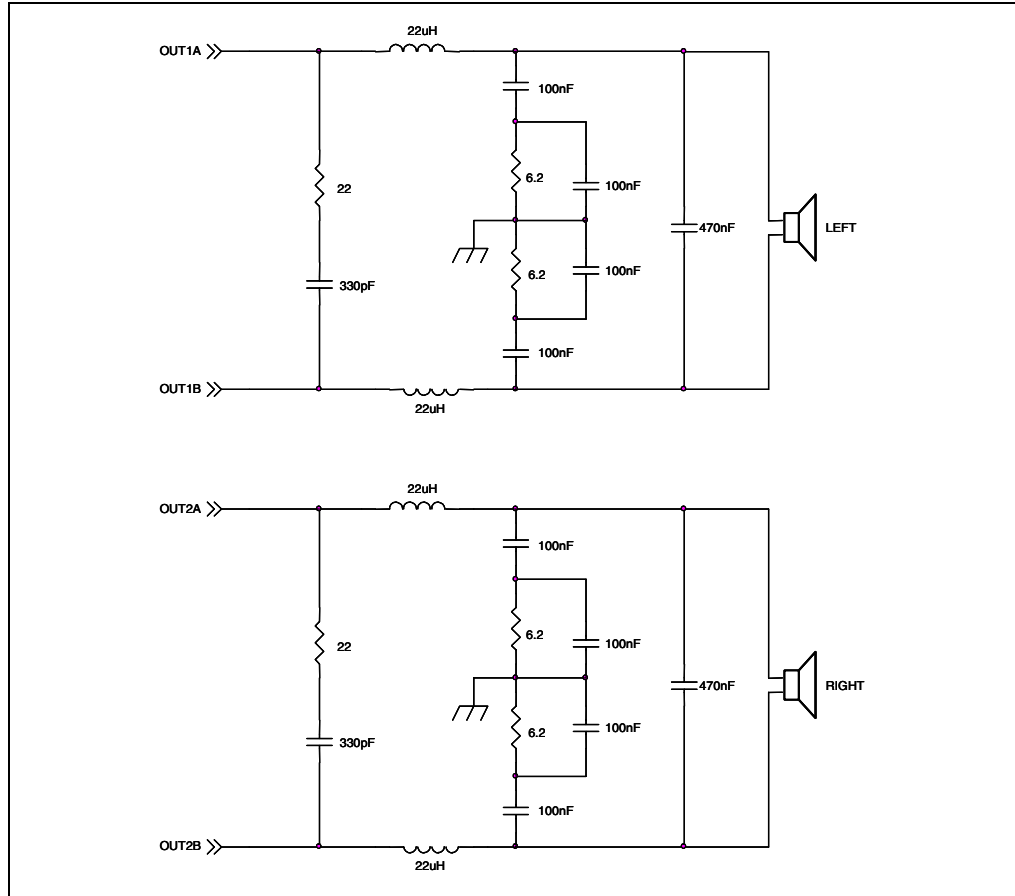 22uH
OUT1A
100nF
6.2
100nF
22
470nF
LEFT
6.2
100nF
330pF
100nF
OUT1B
22uH
22uH
OUT2A
100nF
6.2
100nF
22
470nF
RIGHT
6.2
100nF
330pF
100nF
OUT2B
22uH